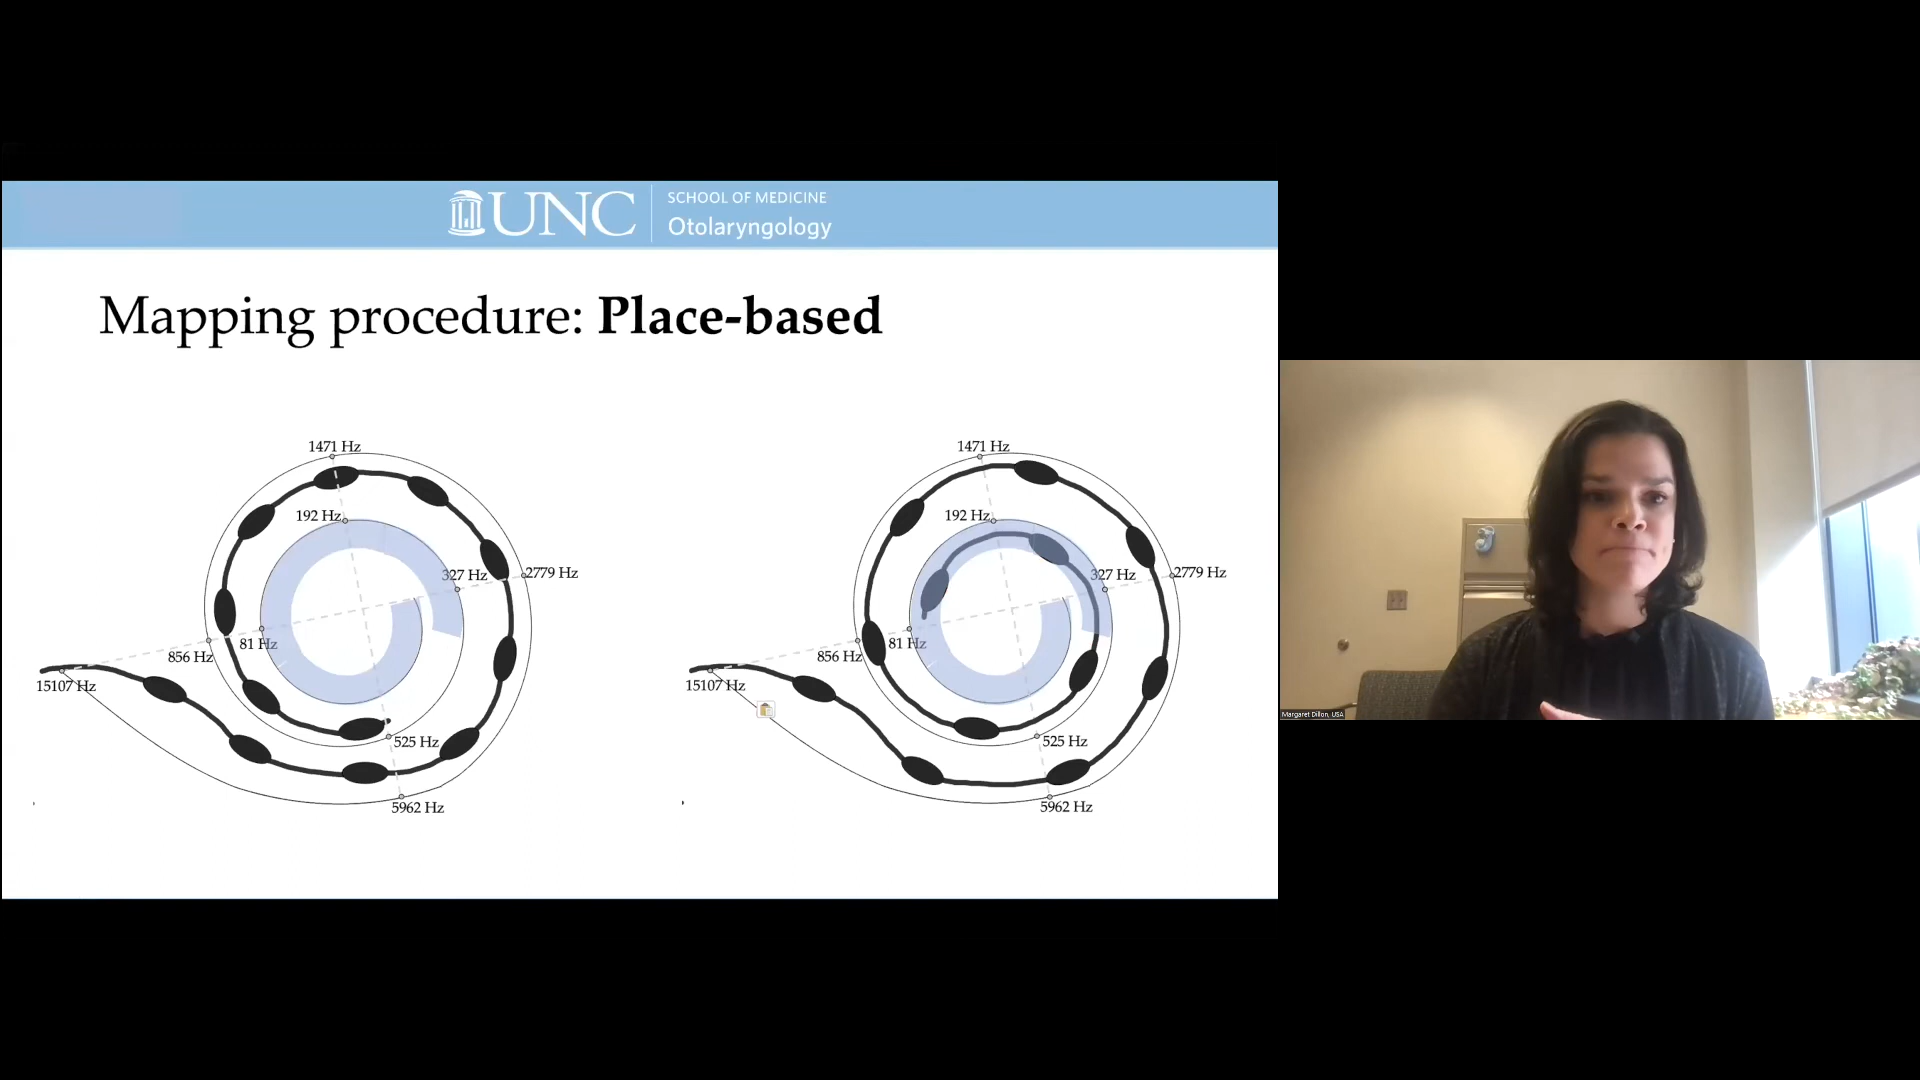 UNC
SCHOOL OF MEDICINE
Otolaryngology
Mapping procedure: Place-based
1471 Hz
192 Hz
327 Hz
2779 Hz
81 Hz
856 Hz
15107 Hz
525 Hz
5962 Hz
1471 Hz
192 Hz
327 Hz
2779 Hz
81 Hz
856 Hz
15107 Hz
525 Hz
5962 Hz
Margaret Dillon, USA